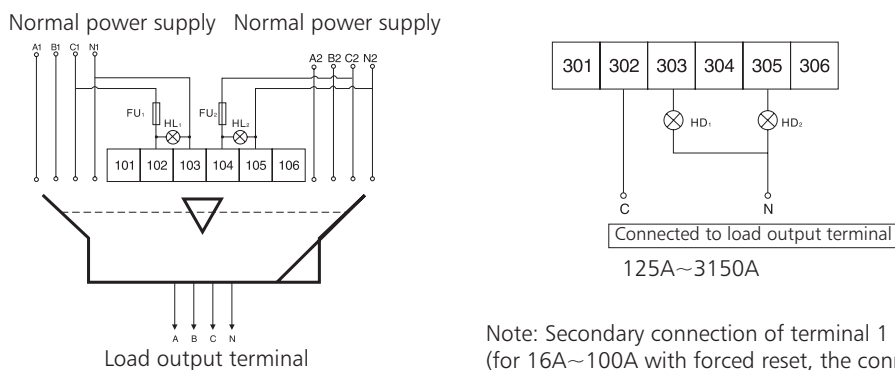 Normal power supply Normal power supply
A1 B1 C1 N1
A2 B2 C2 N2
FU1 FU2
HL1 HL2
101 102 103 104 105 106
A B C N
Load output terminal
301 302 303 304 305 306
HD1 HD2
C N
Connected to load output terminal
125A~3150A
Note: Secondary connection of terminal 1
(for 16A~100A with forced reset, the con